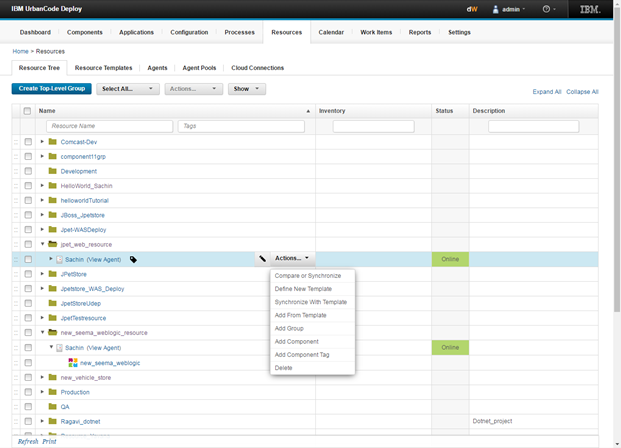 IBM UrbanCode Deploy dW admin IBM.
Dashboard Components Applications Configuration Processes Resources Calendar Work Items Reports Settings
Home > Resources
Resource Tree Resource Templates Agents Agent Pools Cloud Connections
Create Top-Level Group Select All... Actions... Show Expand All Collapse All
Name Inventory Status Description
Resource Name Tags
Comcast-Dev
component11grp
Development
HelloWorld_Sachin
helloworldTutorial
JBoss_Jpetstore
Jpet-WASDeploy
jpet_web_resource
Sachin (View Agent) Actions... Online
JPetStore
Jpetstore_WAS_Deploy
JpetStoreUdep
JpetTestresource
new_seema_weblogic_resource
Sachin (View Agent) Online
new_seema_weblogic
new_vehicle_store
Production
QA
Ragavi_dotnet Dotnet_project
Compare or Synchronize
Define New Template
Synchronize With Template
Add From Template
Add Group
Add Component
Add Component Tag
Delete
Refresh Print